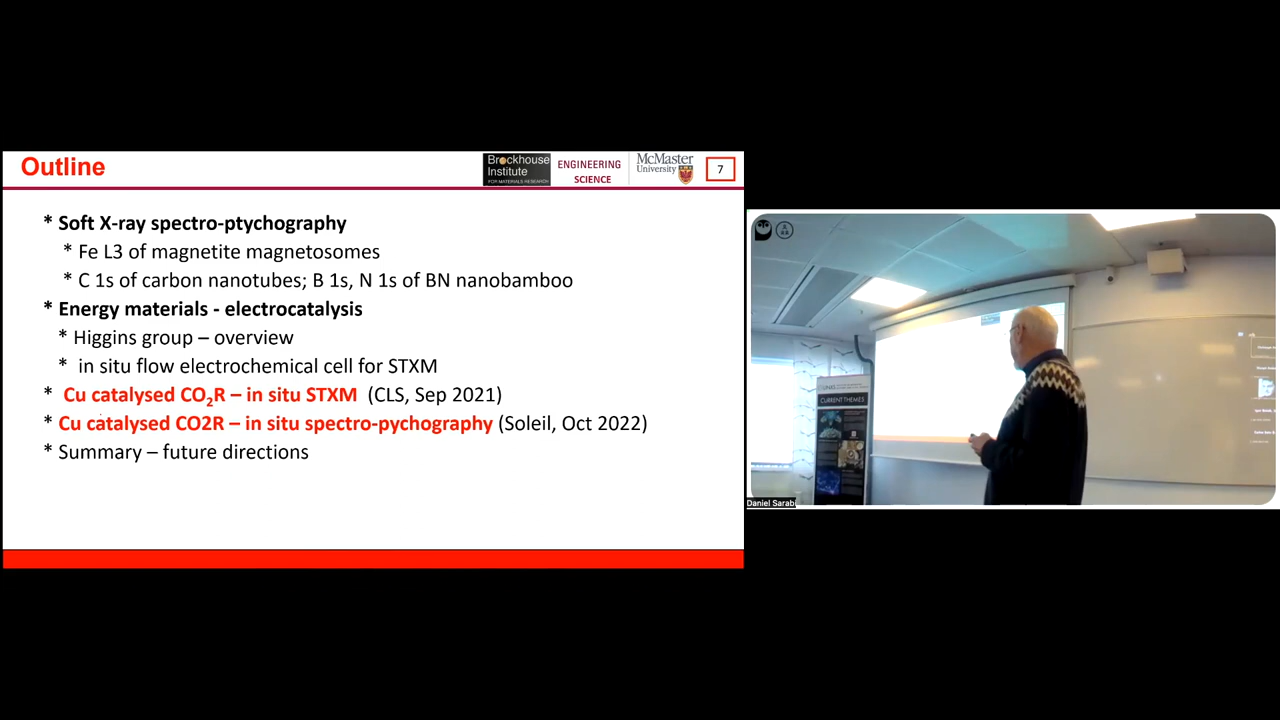 Outline
Brockhouse
Institute
FOR MATERIALS RESEARCH
ENGINEERING
SCIENCE
McMaster
University
7
* Soft X-ray spectro-ptychography
* Fe L3 of magnetite magnetosomes
* C 1s of carbon nanotubes; B 1s, N 1s of BN nanobamboo
* Energy materials - electrocatalysis
* Higgins group – overview
* in situ flow electrochemical cell for STXM
* Cu catalysed CO2R – in situ STXM (CLS, Sep 2021)
* Cu catalysed CO2R – in situ spectro-pychography (Soleil, Oct 2022)
* Summary – future directions
CURRENT THEMES
Daniel Sarabi